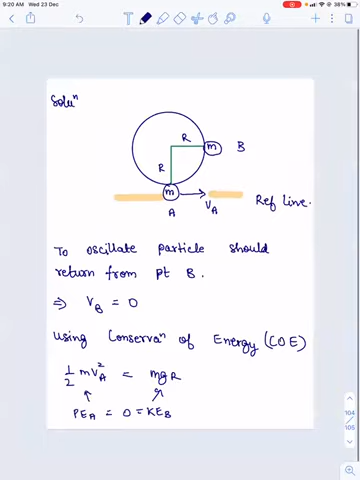 9:20 AM Wed 23 Dec
38%
Soluⁿ
R
m
B
R
m
A
V_A
Ref Line.
To oscillate particle should
return from pt B.
⇒ V_B = 0
Using Conservaⁿ of Energy (COE)
½ mV_A² = mgR
PE_A = 0 = KE_B
104
105